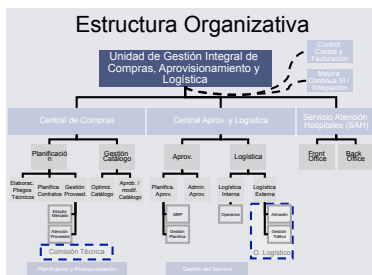 Estructura Organizativa
Unidad de Gestión Integral de
Compras, Aprovisionamiento y
Logística
Control
Costes y
Facturación
Mejora
Continua SI /
Integración
Central de Compras
Central Aprov. y Logística
Servicio Atención
Hospitales (SAH)
Planificació
n
Gestión
Catálogo
Aprov.
Logística
Front
Office
Back
Office
Elaborac.
Pliegos
Técnicos
Planifica.
Contratos
Gestión
Proveed.
Optimiz.
Catálogo
Aprob. /
modif.
Catálogo
Planifica.
Aprov.
Admin.
Aprov.
Logística
Interna
Logística
Externa
Estudio
Mercado
Atención
Proveedor
MRP
Gestión
Planifica.
Operarios
Almacén
Gestión
Tráfico
Comisión Técnica
O. Logístico
Planificación y Presupuestación
Gestión del Servicio